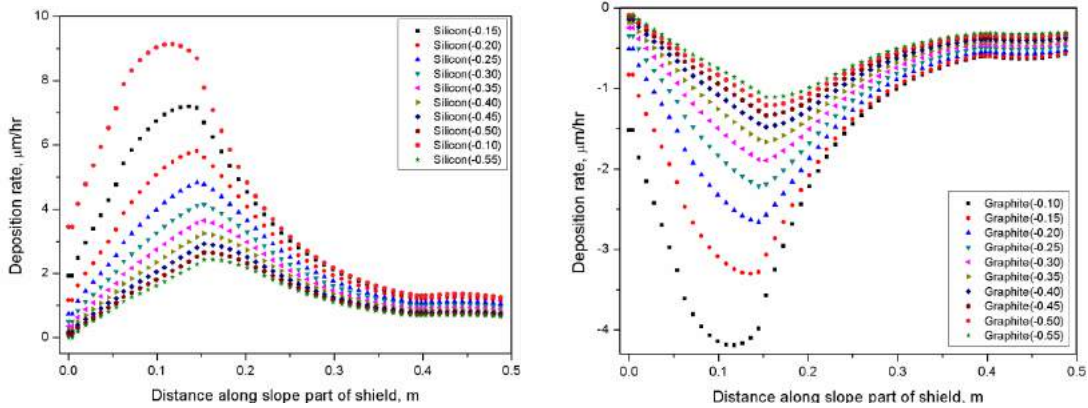 10
8
6
4
2
0
0.0 0.1 0.2 0.3 0.4 0.5
Deposition rate, μm/hr
Distance along slope part of shield, m
Silicon(-0.15)
Silicon(-0.20)
Silicon(-0.25)
Silicon(-0.30)
Silicon(-0.35)
Silicon(-0.40)
Silicon(-0.45)
Silicon(-0.50)
Silicon(-0.10)
Silicon(-0.55)
0
-1
-2
-3
-4
0.0 0.1 0.2 0.3 0.4 0.5
Deposition rate, μm/hr
Distance along slope part of shield, m
Graphite(-0.10)
Graphite(-0.15)
Graphite(-0.20)
Graphite(-0.25)
Graphite(-0.30)
Graphite(-0.35)
Graphite(-0.40)
Graphite(-0.45)
Graphite(-0.50)
Graphite(-0.55)